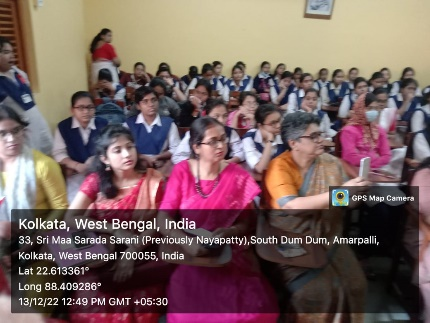 GPS Map Camera
Kolkata, West Bengal, India
33, Sri Maa Sarada Sarani (Previously Nayapatty),South Dum Dum, Amarpalli,
Kolkata, West Bengal 700055, India
Lat 22.613361°
Long 88.409286°
13/12/22 12:49 PM GMT +05:30